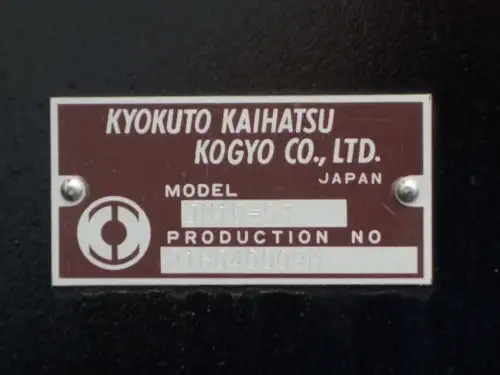 KYOKUTO KAIHATSU
KOGYO CO., LTD.
JAPAN
MODEL
PRODUCTION NO